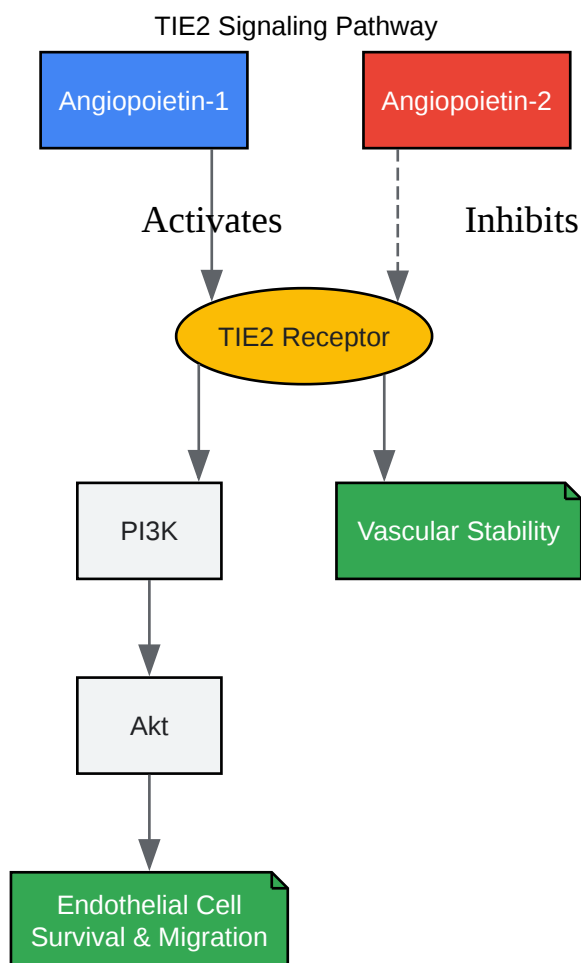 TIE2 Signaling Pathway
Angiopoietin-1
Angiopoietin-2
Activates
Inhibits
TIE2 Receptor
PI3K
Vascular Stability
Akt
Endothelial Cell
Survival & Migration